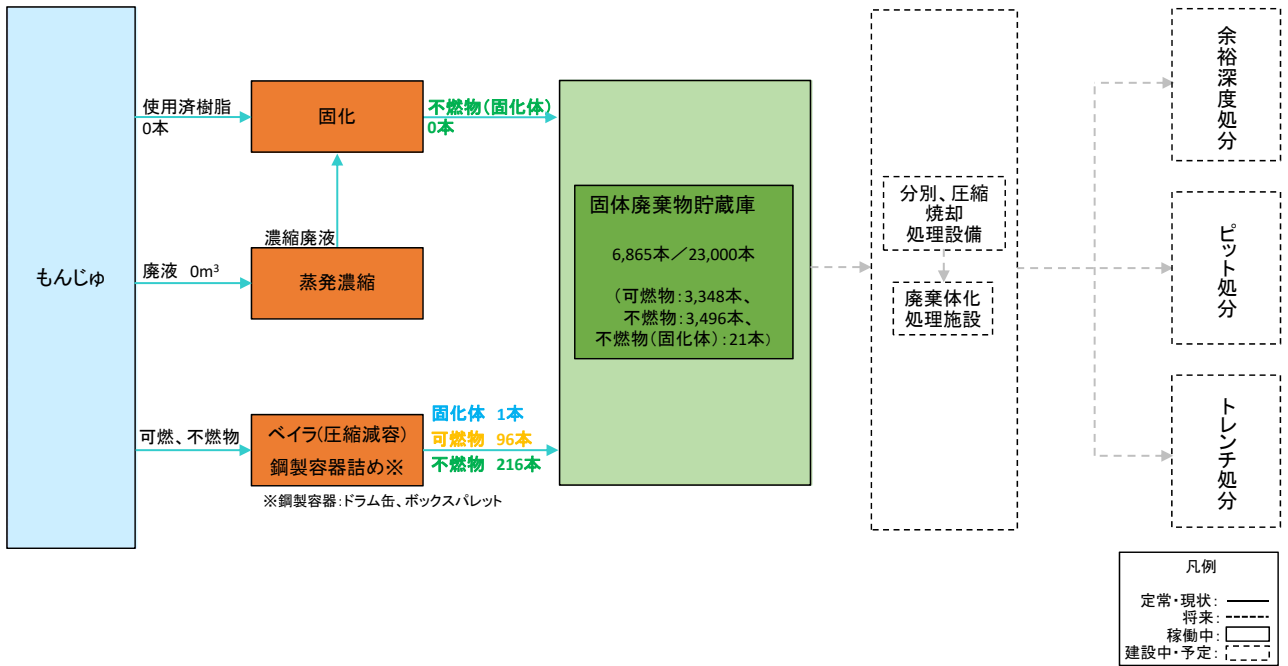 もんじゅ
使用済樹脂
0本
固化
不燃物(固化体)
0本
濃縮廃液
廃液 0m³
蒸発濃縮
可燃、不燃物
ベイラ(圧縮減容)
鋼製容器詰め※
固化体 1本
可燃物 96本
不燃物 216本
※鋼製容器:ドラム缶、ボックスパレット
固体廃棄物貯蔵庫
6,865本/23,000本
(可燃物:3,348本、
不燃物:3,496本、
不燃物(固化体):21本)
分別、圧縮
焼却
処理設備
廃棄体化
処理施設
余裕深度処分
ピット処分
トレンチ処分
凡例
定常・現状:
将来:
稼働中:
建設中・予定: